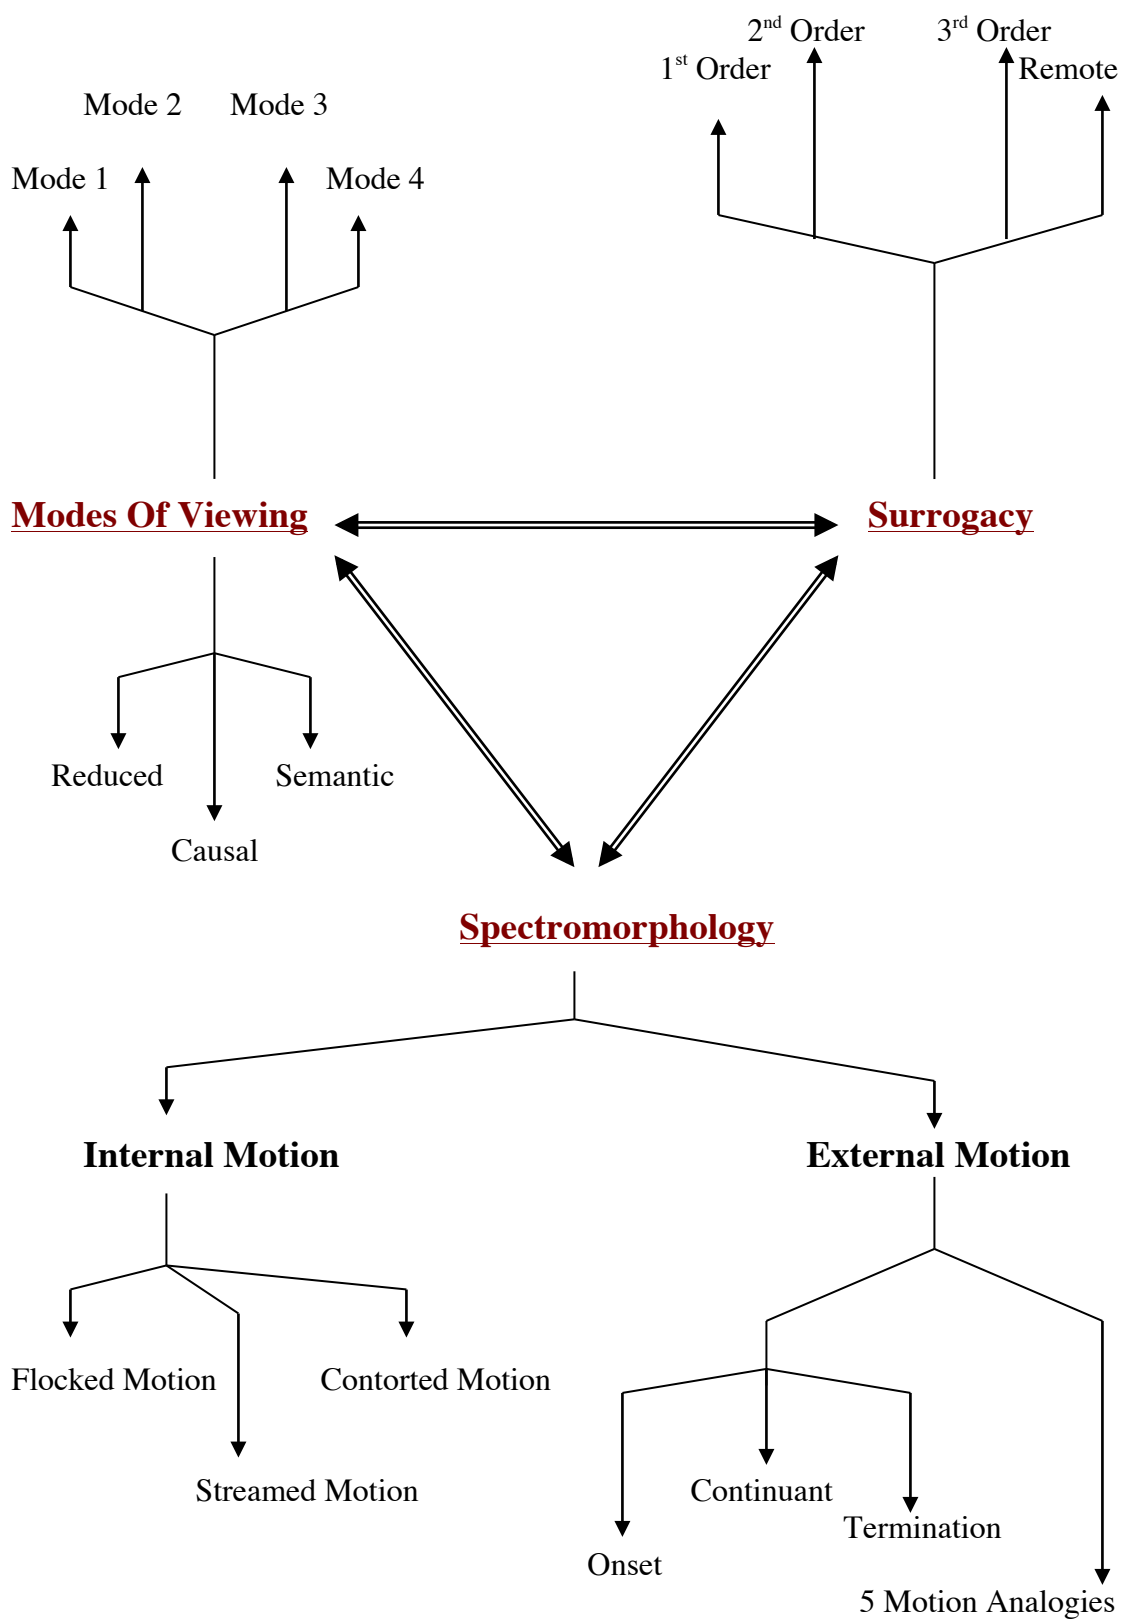 2nd Order
3rd Order
1st Order
Remote
Mode 2
Mode 3
Mode 1
Mode 4
Modes Of Viewing
Surrogacy
Reduced
Semantic
Causal
Spectromorphology
Internal Motion
External Motion
Flocked Motion
Contorted Motion
Streamed Motion
Continuant
Termination
Onset
5 Motion Analogies